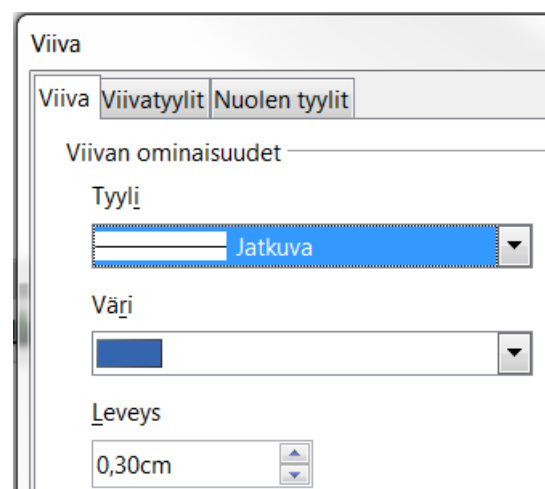 Viiva
Viiva Viivatyylit Nuolen tyylit
Viivan ominaisuudet
Tyyli
Jatkuva
Väri
Leveys
0,30cm